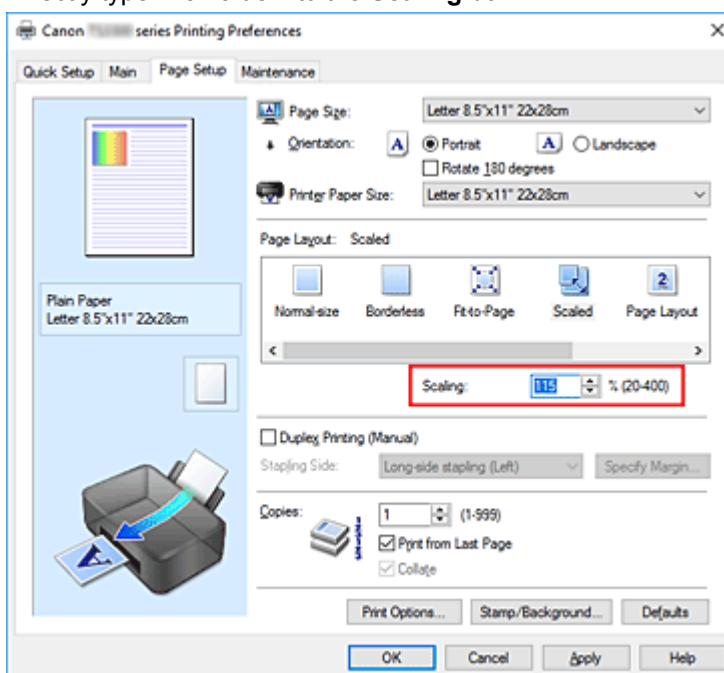 Canon series Printing Preferences
Quick Setup Main Page Setup Maintenance
Page Size: Letter 8.5"x11" 22x28cm
Orientation: A Portrait A Landscape
Rotate 180 degrees
Printer Paper Size: Letter 8.5"x11" 22x28cm
Page Layout: Scaled
2
Normal-size Borderless Fit-to-Page Scaled Page Layout
Plain Paper
Letter 8.5"x11" 22x28cm
Scaling: 115 % (20-400)
Duplex Printing (Manual)
Stapling Side: Long-side stapling (Left) Specify Margin...
Copies: 1 (1-999)
Print from Last Page
Collate
A
Print Options... Stamp/Background... Defaults
OK Cancel Apply Help